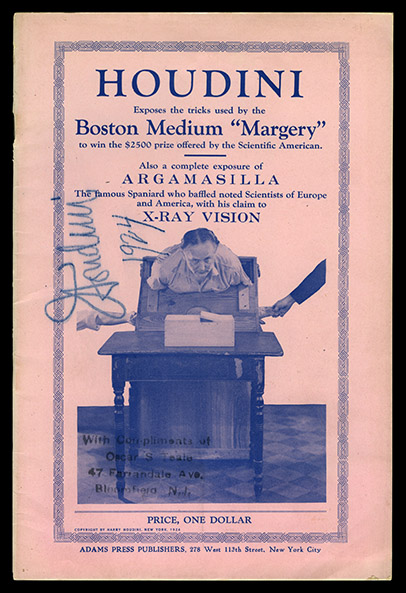 HOUDINI
Exposes the tricks used by the
Boston Medium “Margery”
to win the $2500 prize offered by the Scientific American.
Also a complete exposure of
ARGAMASILLA
The famous Spaniard who baffled noted Scientists of Europe
and America, with his claim to
X-RAY VISION
Houdini
1924
With Compliments of
Oscar S Teale
47 Farrandale Ave,
Bloomfield N.J.
PRICE, ONE DOLLAR
COPYRIGHT BY HARRY HOUDINI, NEW YORK, 1924
ADAMS PRESS PUBLISHERS, 278 West 113th Street, New York City